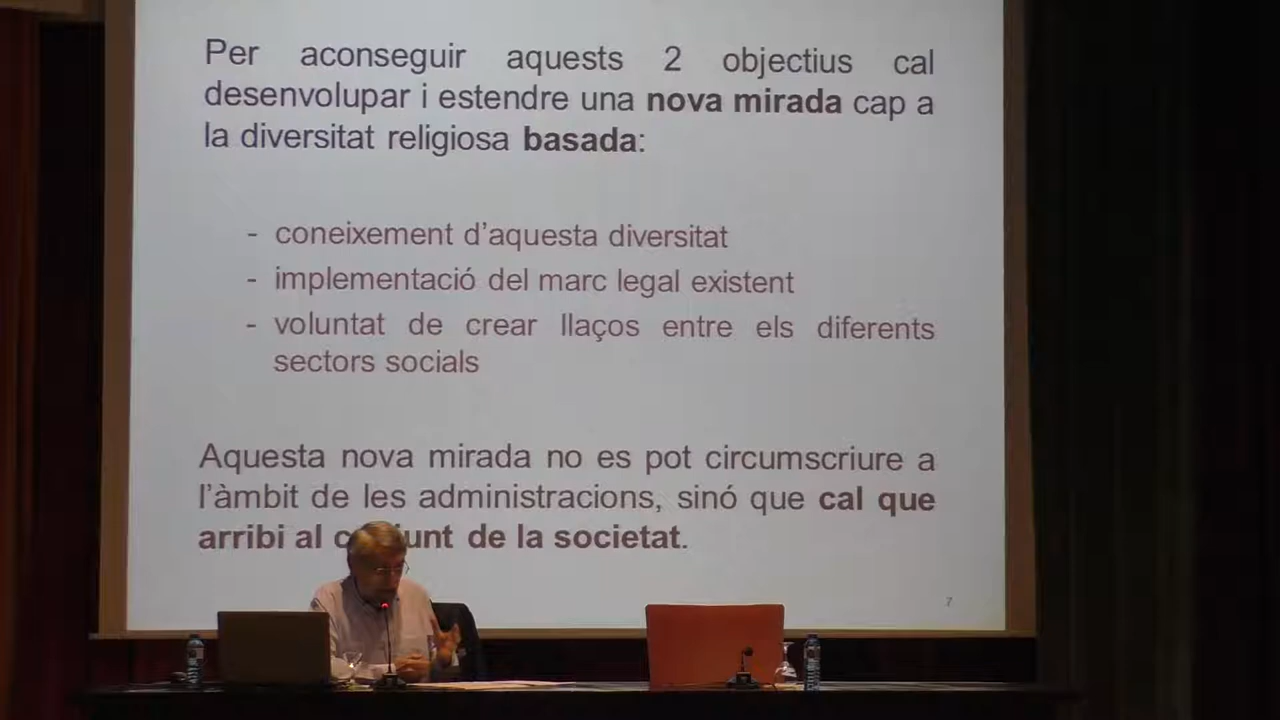 Per aconseguir aquests 2 objectius cal
desenvolupar i estendre una nova mirada cap a
la diversitat religiosa basada:
- coneixement d'aquesta diversitat
- implementació del marc legal existent
- voluntat de crear llaços entre els diferents
sectors socials
Aquesta nova mirada no es pot circumscriure a
l'àmbit de les administracions, sinó que cal que
arribi al de la societat.
7